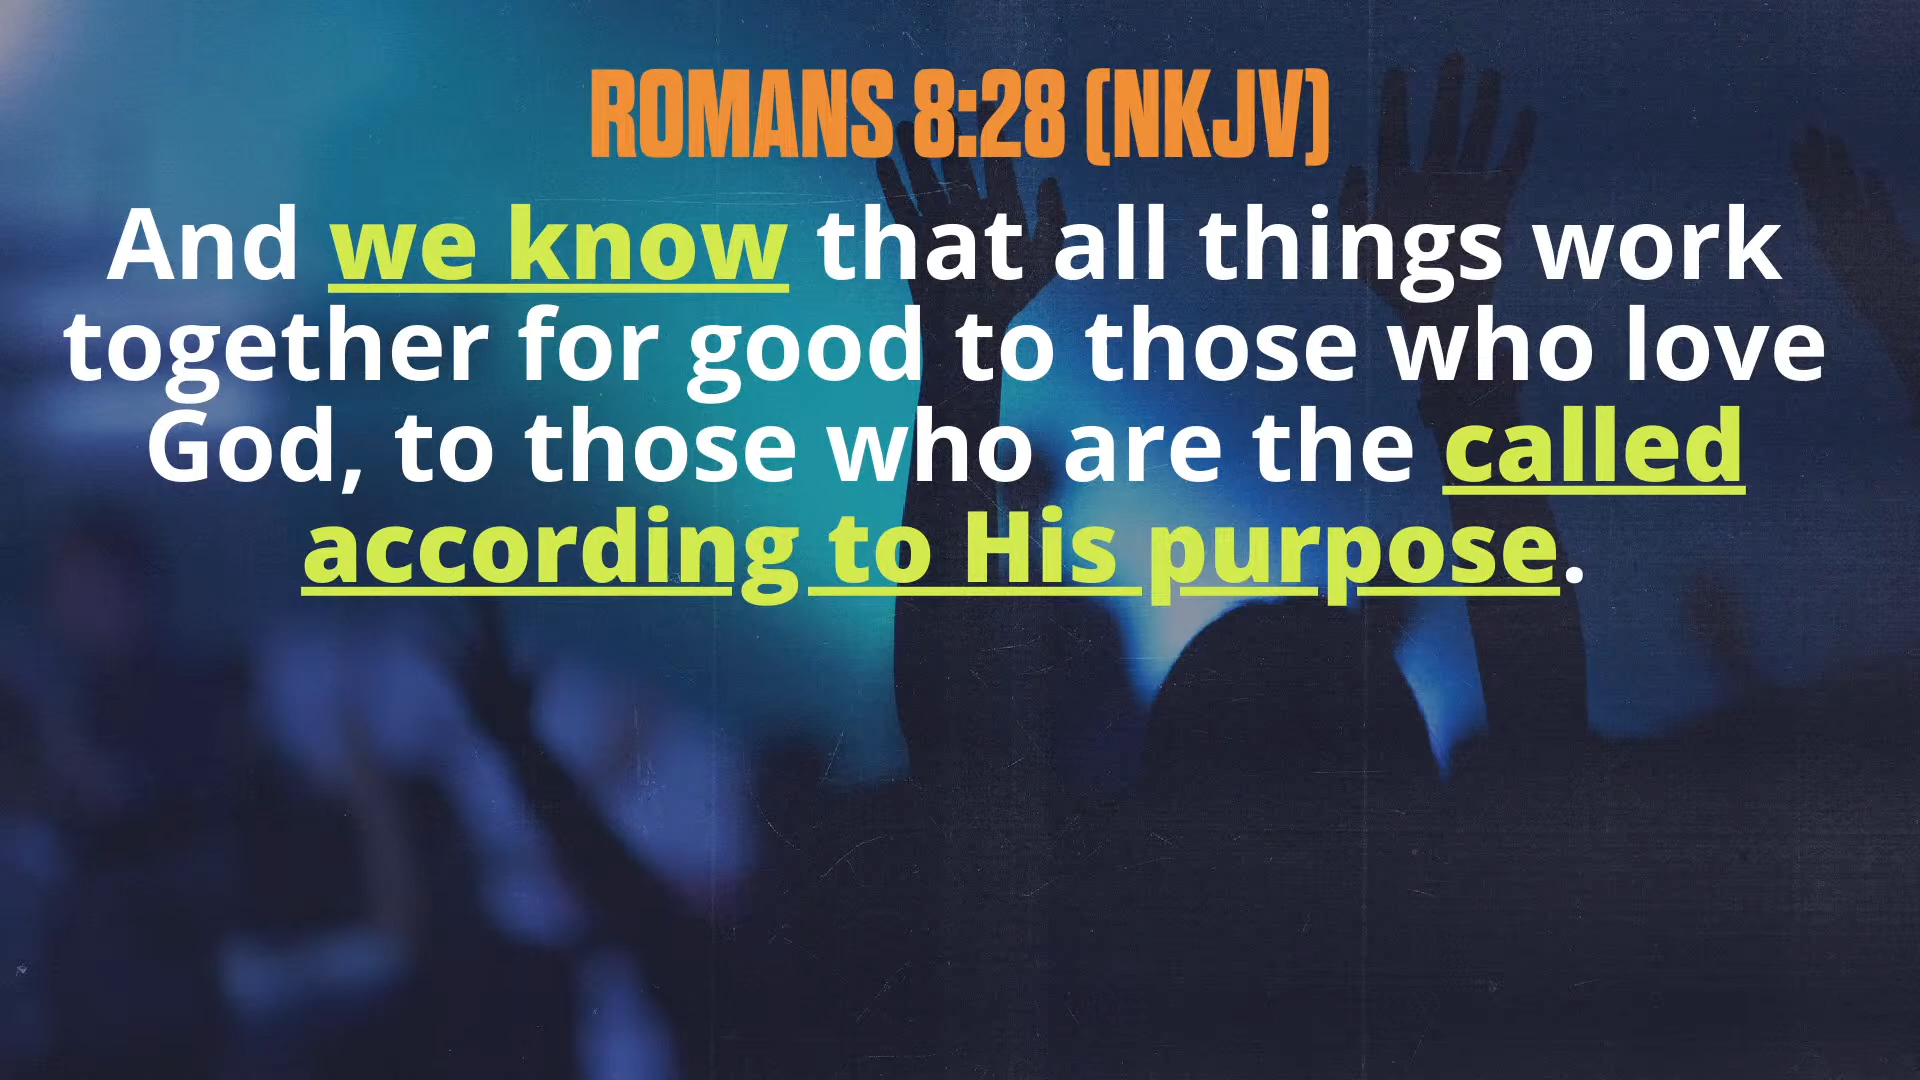 ROMANS 8:28 (NKJV)
And we know that all things work
together for good to those who love
God, to those who are the called
according to His purpose.